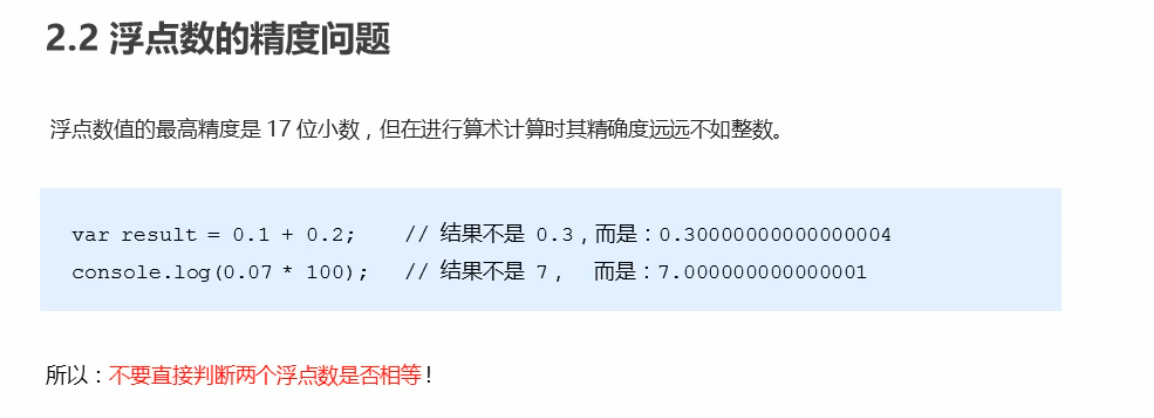 2.2 浮点数的精度问题
浮点数值的最高精度是 17 位小数，但在进行算术计算时其精确度远远不如整数。
var result = 0.1 + 0.2;    // 结果不是 0.3，而是：0.30000000000000004
console.log(0.07 * 100);   // 结果不是 7，  而是：7.000000000000001
所以：不要直接判断两个浮点数是否相等！